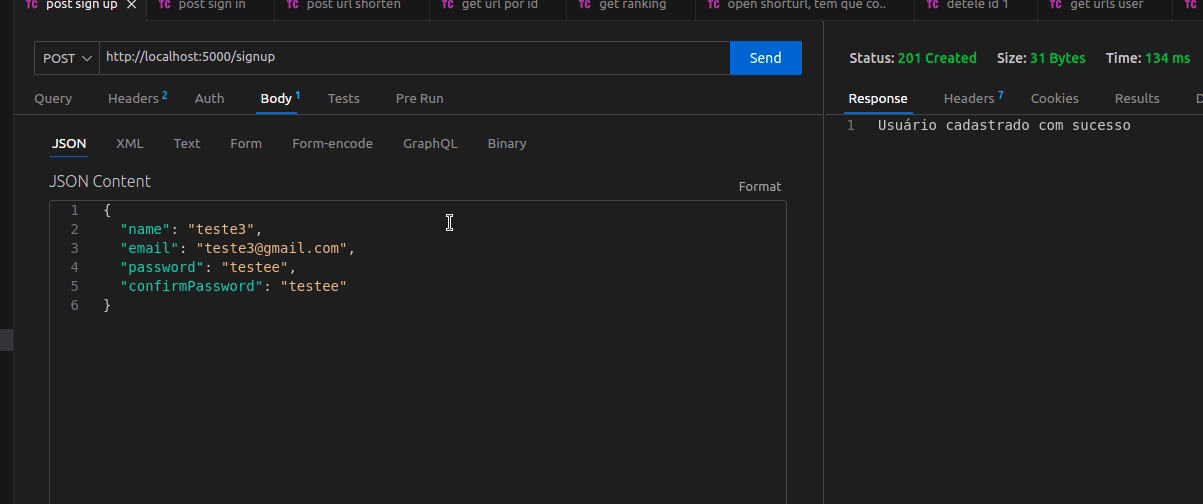 TC post sign up × TC post sign in TC post url shorten TC get url por id TC get ranking TC open shorturl, tem que co.. TC detele id 1 TC get urls user TC
POST http://localhost:5000/signup Send
Status: 201 Created Size: 31 Bytes Time: 134 ms
Query Headers 2 Auth Body 1 Tests Pre Run
Response Headers 7 Cookies Results D
1 Usuário cadastrado com sucesso
JSON XML Text Form Form-encode GraphQL Binary
JSON Content
Format
1 {
2 "name": "teste3",
3 "email": "teste3@gmail.com",
4 "password": "testee",
5 "confirmPassword": "testee"
6 }